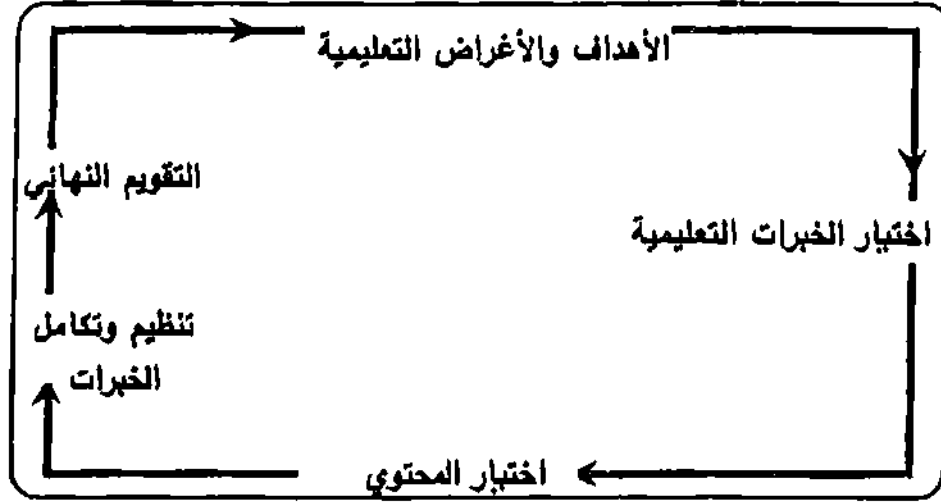 الأهداف والأغراض التعليمية
اختيار الخبرات التعليمية
اختيار المحتوي
تنظيم وتكامل
الخبرات
التقويم النهائي